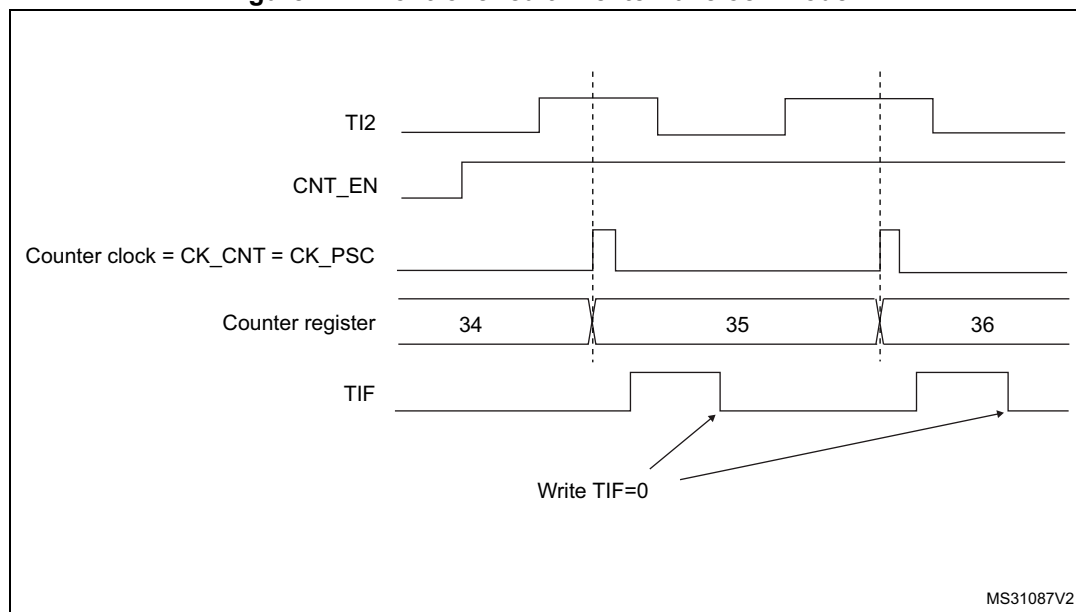 TI2
CNT_EN
Counter clock = CK_CNT = CK_PSC
Counter register 34 35 36
TIF
Write TIF=0
MS31087V2